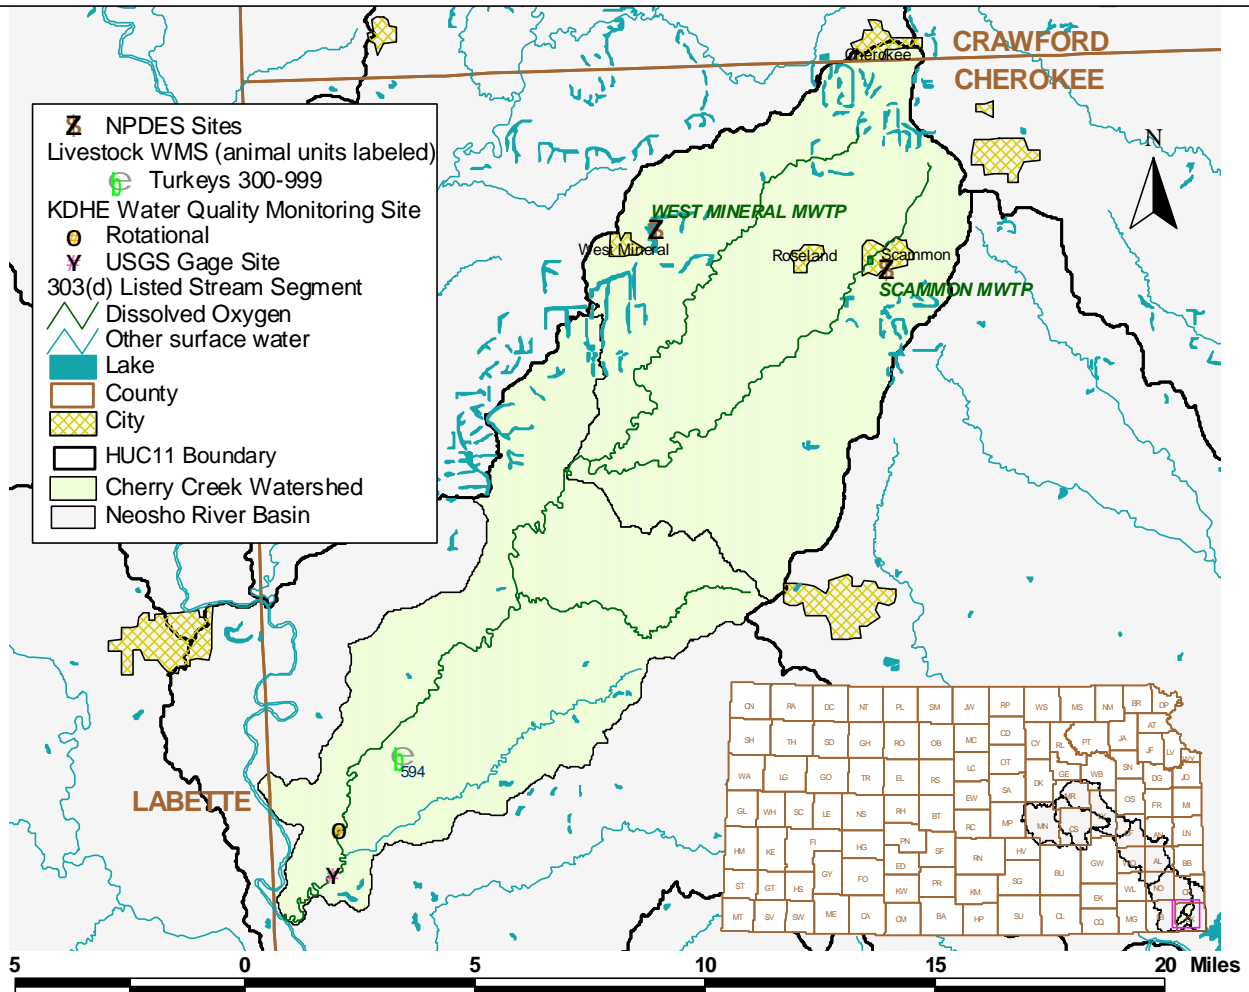 CRAWFORD
CHEROKEE
Cherokee
N
NPDES Sites
Livestock WMS (animal units labeled)
Turkeys 300-999
KDHE Water Quality Monitoring Site
Rotational
USGS Gage Site
303(d) Listed Stream Segment
Dissolved Oxygen
Other surface water
Lake
County
City
HUC11 Boundary
Cherry Creek Watershed
Neosho River Basin
WEST MINERAL MWTP
West Mineral
Roseland
Scammon
SCAMMON MWTP
594
LABETTE
CN RA DC NT PL SM JW RP WS MS NM BR DP
SH TH SD GH RO OB MC CD CY RL PT JA AT
WA LG GO TR EL RS LC OT DK GE WB SN JF LV WY
DG JO
GL WH SC LE NS RH BT EW SA MP MR OS FR MI
HM KE FI HG PN SF RC RN HV MN CS AN LN
ED
ST GT HS GY FO KW PR KM SG BU GW AL BB
MT SV SW ME CA CM BA HP SU CL EK CQ WL MG NO
5 0 5 10 15 20 Miles